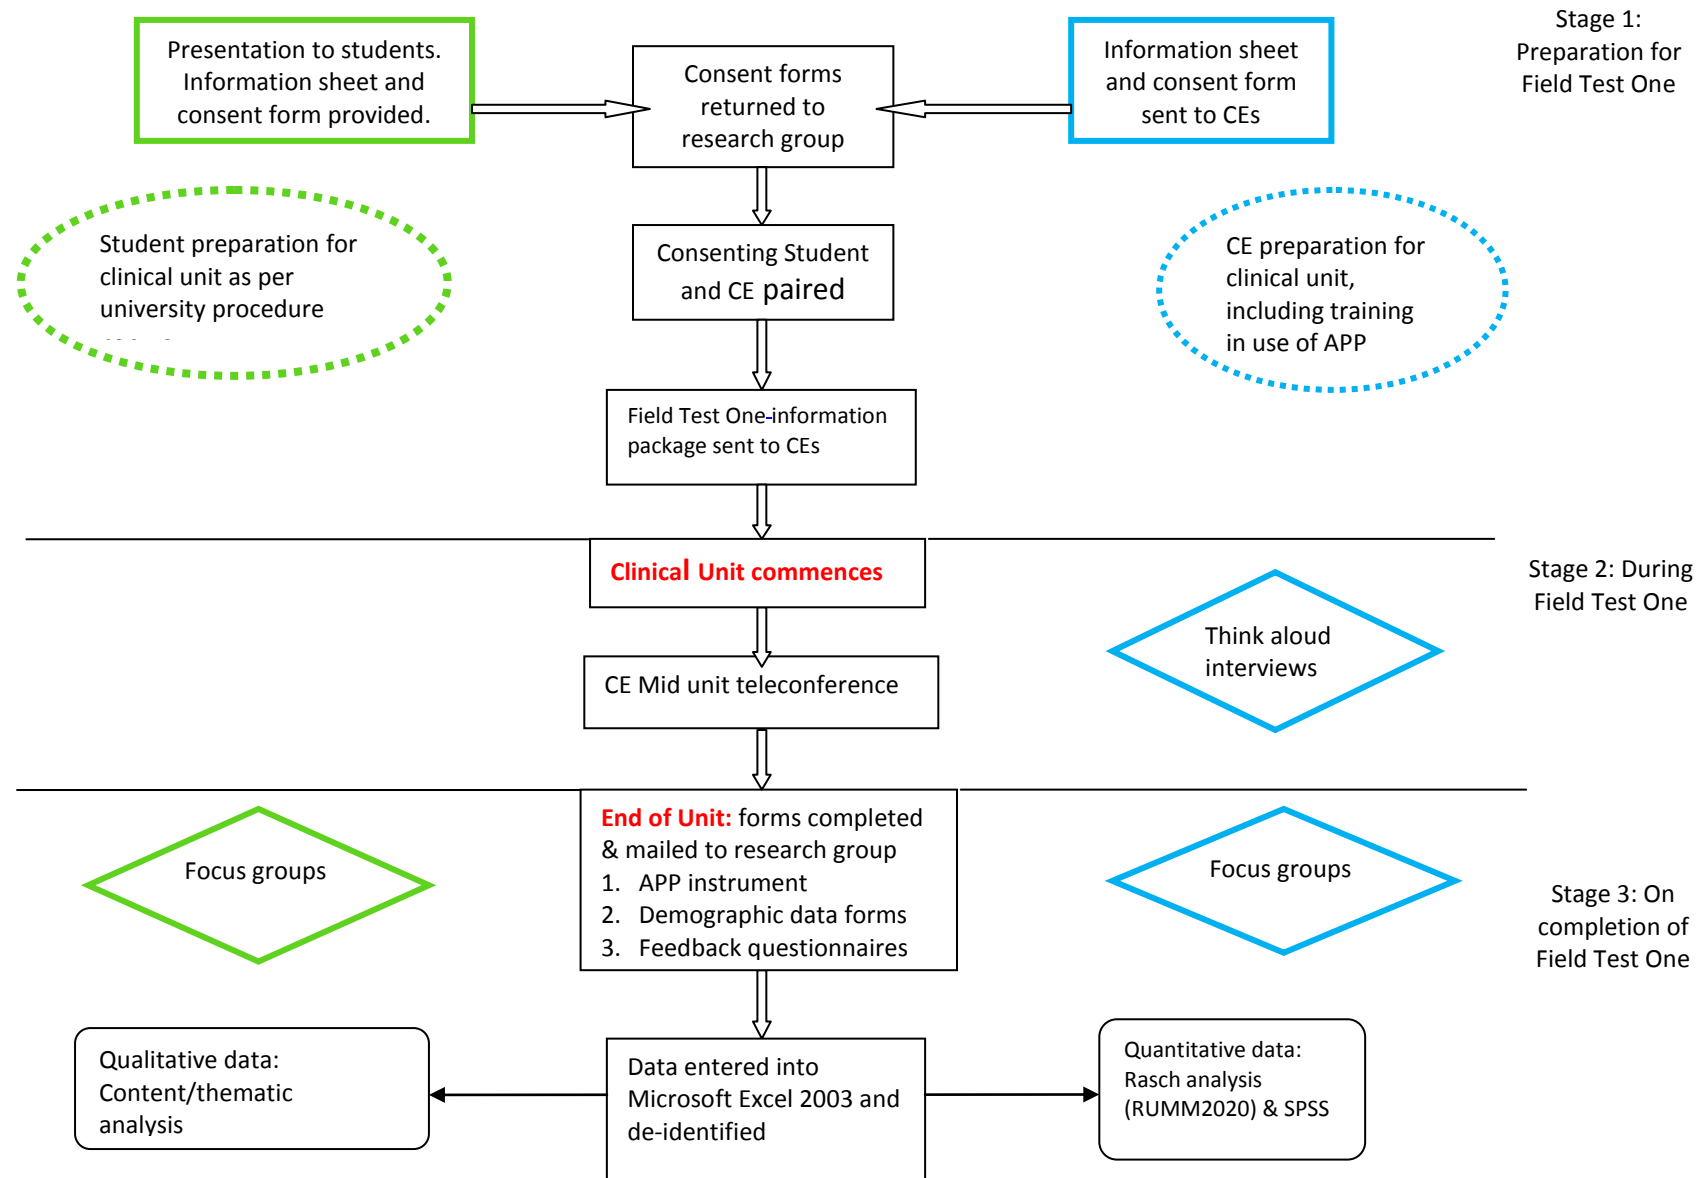 Stage 1:
Preparation for
Field Test One
Presentation to students.
Information sheet and
consent form provided.
Consent forms
returned to
research group
Information sheet
and consent form
sent to CEs
Student preparation for
clinical unit as per
university procedure
Consenting Student
and CE paired
CE preparation for
clinical unit,
including training
in use of APP
Field Test One-information
package sent to CEs
Clinical Unit commences
Stage 2: During
Field Test One
Think aloud
interviews
CE Mid unit teleconference
End of Unit: forms completed
& mailed to research group
1. APP instrument
2. Demographic data forms
3. Feedback questionnaires
Focus groups
Focus groups
Stage 3: On
completion of
Field Test One
Qualitative data:
Content/thematic
analysis
Data entered into
Microsoft Excel 2003 and
de-identified
Quantitative data:
Rasch analysis
(RUMM2020) & SPSS